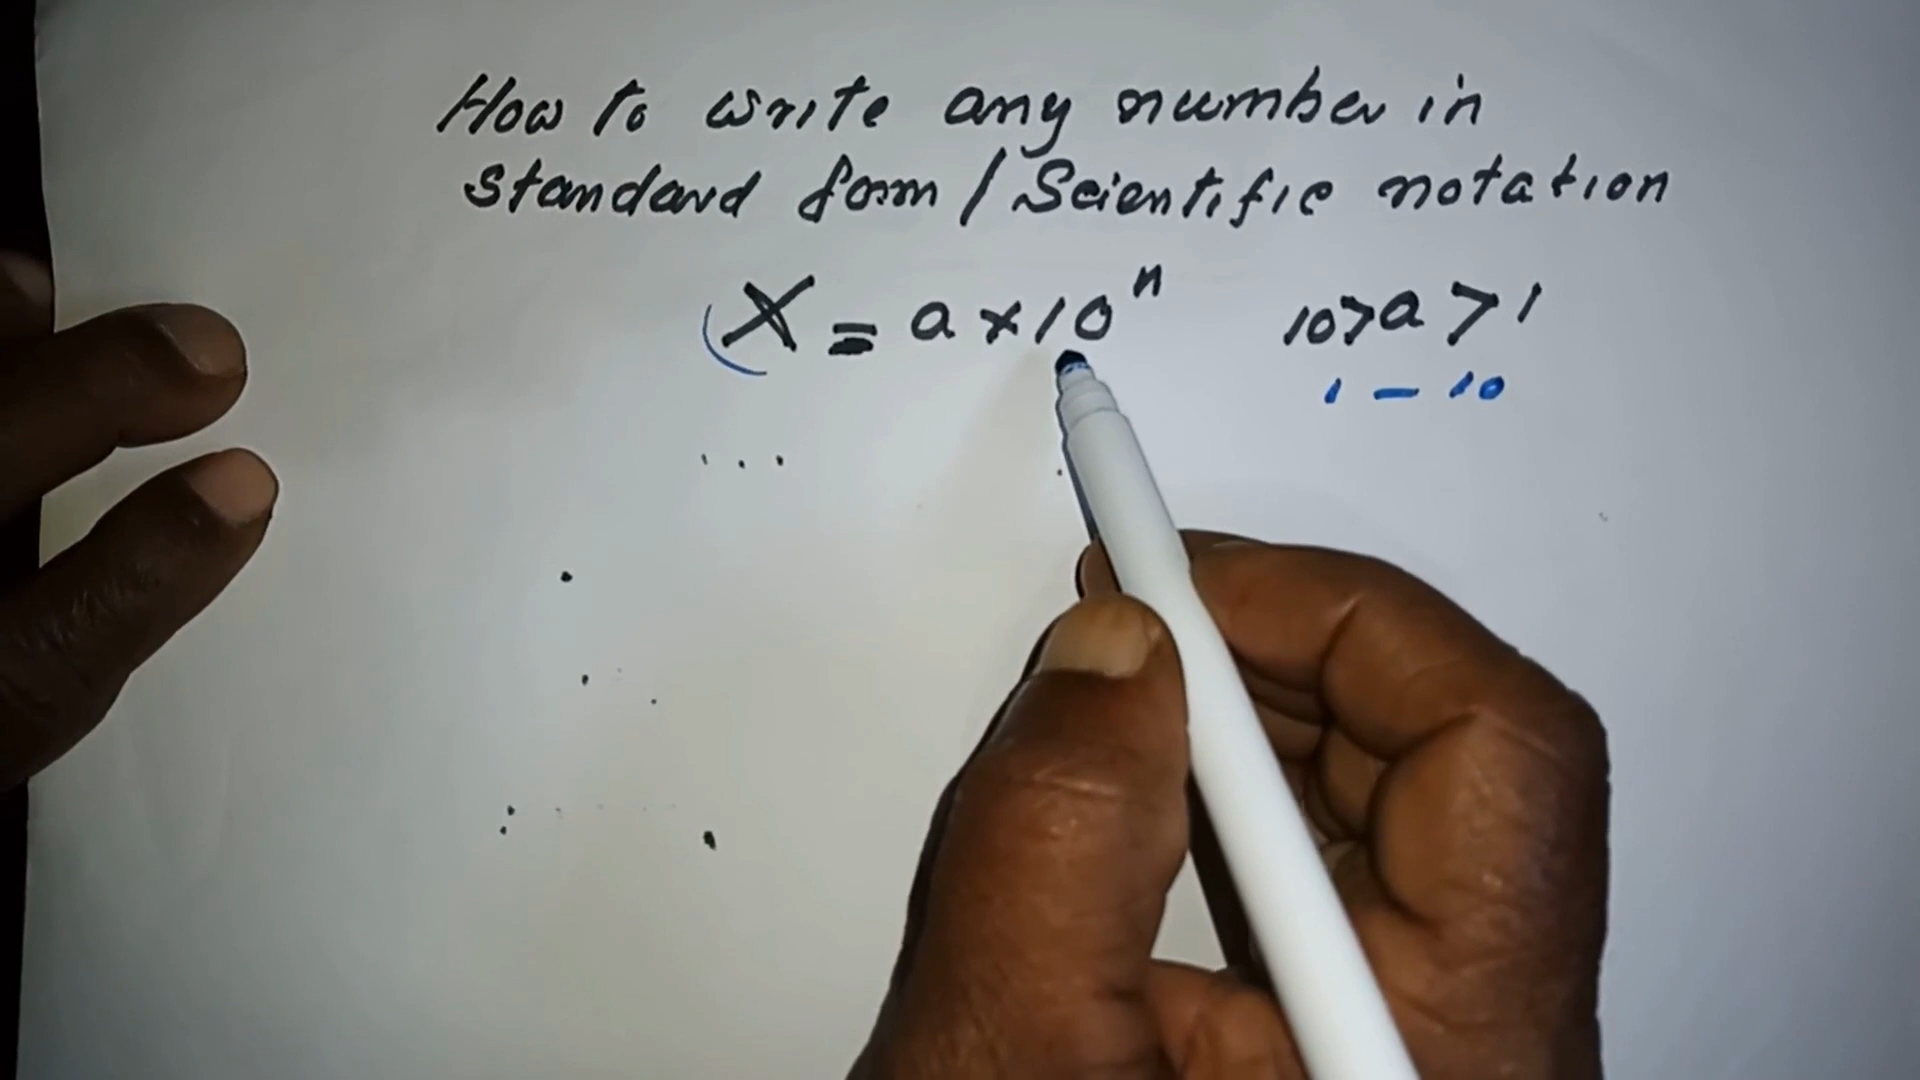 How to write any number in
standard form / Scientific notation
X = a × 10ⁿ 10 > a > 1
1 – 10